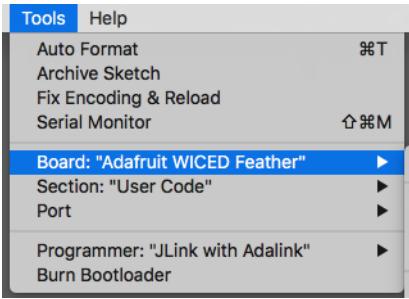 Tools Help
Auto Format ⌘T
Archive Sketch
Fix Encoding & Reload
Serial Monitor ⇧⌘M
Board: "Adafruit WICED Feather"
Section: "User Code"
Port
Programmer: "JLink with Adalink"
Burn Bootloader